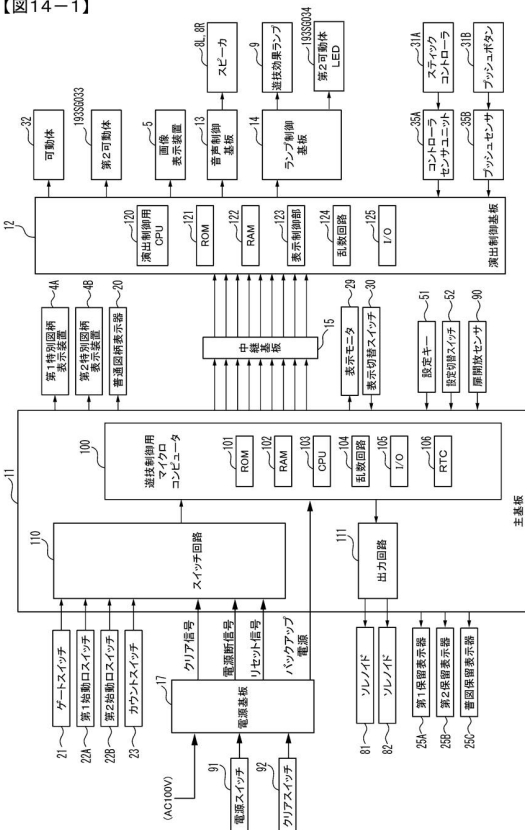 【図14-1】
32
可動体
193SG033
第2可動体
5
画像
表示装置
8L, 8R
スピーカ
9
遊技効果ランプ
193SG034
第2可動体
LED
13
音声制御
基板
14
ランプ制御
基板
31A
スティック
コントローラ
31B
プッシュボタン
35A
コントローラ
センサユニット
35B
プッシュセンサ
12
演出制御用
CPU
120
ROM
121
RAM
122
表示制御部
123
乱数回路
124
I/O
125
演出制御基板
第1特別図柄
表示装置
4A
第2特別図柄
表示装置
4B
普通図柄表示器
20
中継基板
15
表示モニタ
29
表示切替スイッチ
30
設定キー
51
設定切替スイッチ
52
扉開放センサ
90
11
100
遊技制御用
マイクロ
コンピュータ
ROM
101
RAM
102
CPU
103
乱数回路
104
I/O
105
RTC
106
主基板
110
スイッチ回路
111
出力回路
ゲートスイッチ
21
第1始動口スイッチ
22A
第2始動口スイッチ
22B
カウントスイッチ
23
クリア信号
電源断信号
リセット信号
バックアップ
電源
17
電源基板
(AC100V)
91
電源スイッチ
92
クリアスイッチ
ソレノイド
81
ソレノイド
82
第1保留表示器
25A
第2保留表示器
25B
普図保留表示器
25C